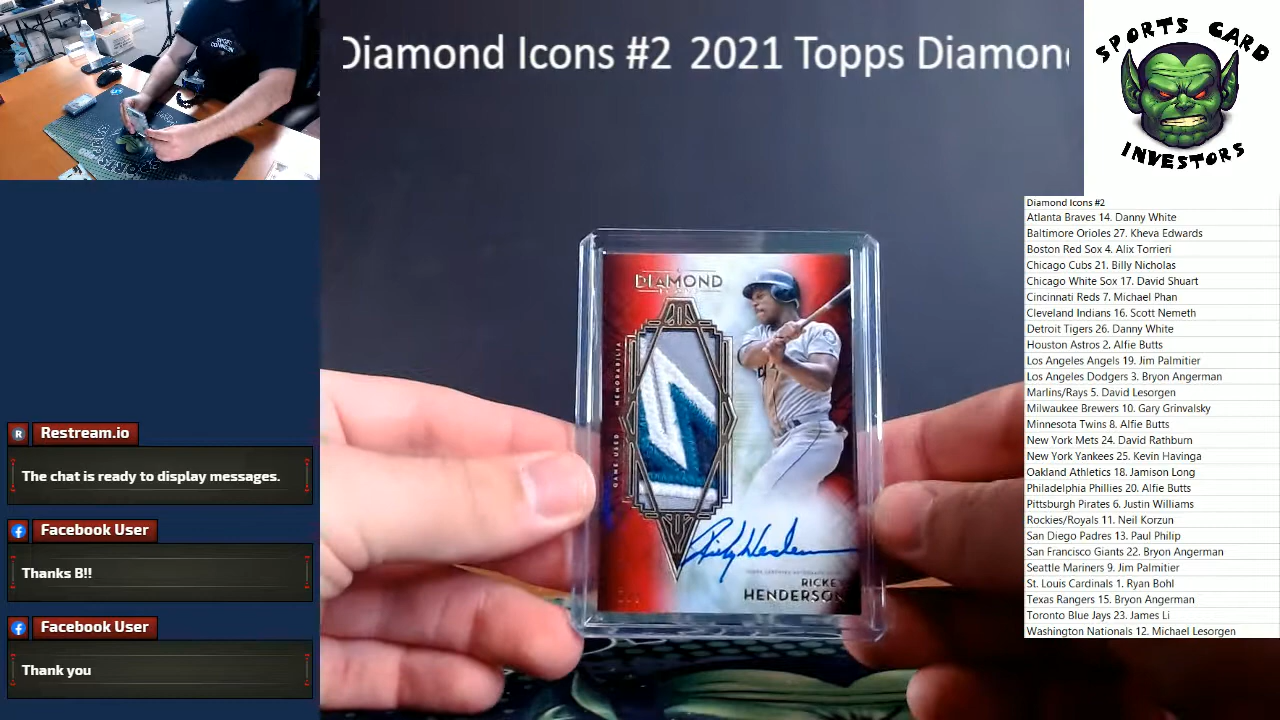 Diamond Icons #2 2021 Topps Diamon
SPORTS CARD
INVESTORS
Diamond Icons #2
Atlanta Braves 14. Danny White
Baltimore Orioles 27. Kheva Edwards
Boston Red Sox 4. Alix Torrieri
Chicago Cubs 21. Billy Nicholas
Chicago White Sox 17. David Shuart
Cincinnati Reds 7. Michael Phan
Cleveland Indians 16. Scott Nemeth
Detroit Tigers 26. Danny White
Houston Astros 2. Alfie Butts
Los Angeles Angels 19. Jim Palmitier
Los Angeles Dodgers 3. Bryon Angerman
Marlins/Rays 5. David Lesorgen
Milwaukee Brewers 10. Gary Grinvalsky
Minnesota Twins 8. Alfie Butts
New York Mets 24. David Rathburn
New York Yankees 25. Kevin Havinga
Oakland Athletics 18. Jamison Long
Philadelphia Phillies 20. Alfie Butts
Pittsburgh Pirates 6. Justin Williams
Rockies/Royals 11. Neil Korzun
San Diego Padres 13. Paul Philip
San Francisco Giants 22. Bryon Angerman
Seattle Mariners 9. Jim Palmitier
St. Louis Cardinals 1. Ryan Bohl
Texas Rangers 15. Bryon Angerman
Toronto Blue Jays 23. James Li
Washington Nationals 12. Michael Lesorgen
DIAMOND
GAME-USED MEMORABILIA
RICKEY
HENDERSON
Restream.io
The chat is ready to display messages.
Facebook User
Thanks B!!
Facebook User
Thank you